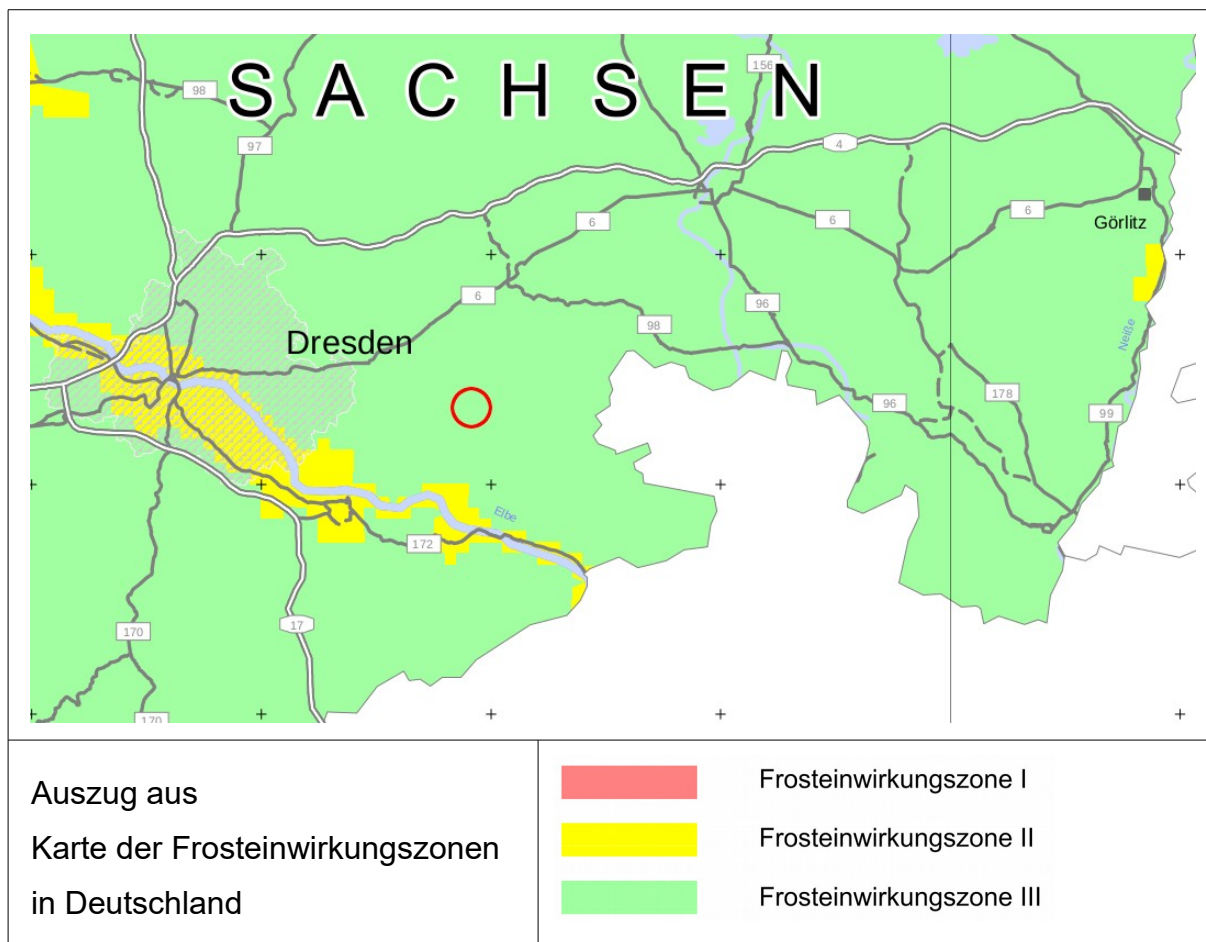 SACHSEN
156
98
97
4
6
6
6
Görlitz
6
96
98
Dresden
Neiße
178
96
99
Elbe
172
17
170
170
Auszug aus
Karte der Frosteinwirkungszonen
in Deutschland
Frosteinwirkungszone I
Frosteinwirkungszone II
Frosteinwirkungszone III